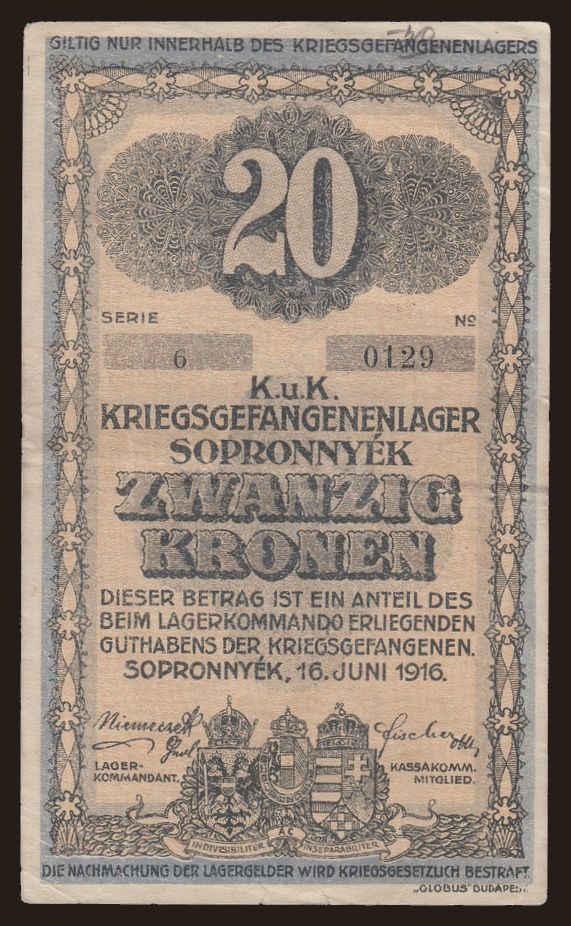 GILTIG NUR INNERHALB DES KRIEGSGEFANGENENLAGERS
20
SERIE No
6 0129
K.u.K.
KRIEGSGEFANGENENLAGER
SOPRONNYÉK
ZWANZIG
KRONEN
DIESER BETRAG IST EIN ANTEIL DES
BEIM LAGERKOMMANDO ERLIEGENDEN
GUTHABENS DER KRIEGSGEFANGENEN.
SOPRONNYÉK, 16. JUNI 1916.
Fischer
LAGER-
KOMMANDANT.
KASSAKOMM.
MITGLIED.
AC
INDIVISIBILITER INSEPARABILITER
DIE NACHMACHUNG DER LAGERGELDER WIRD KRIEGSGESETZLICH BESTRAFT.
„GLOBUS" BUDAPEST.